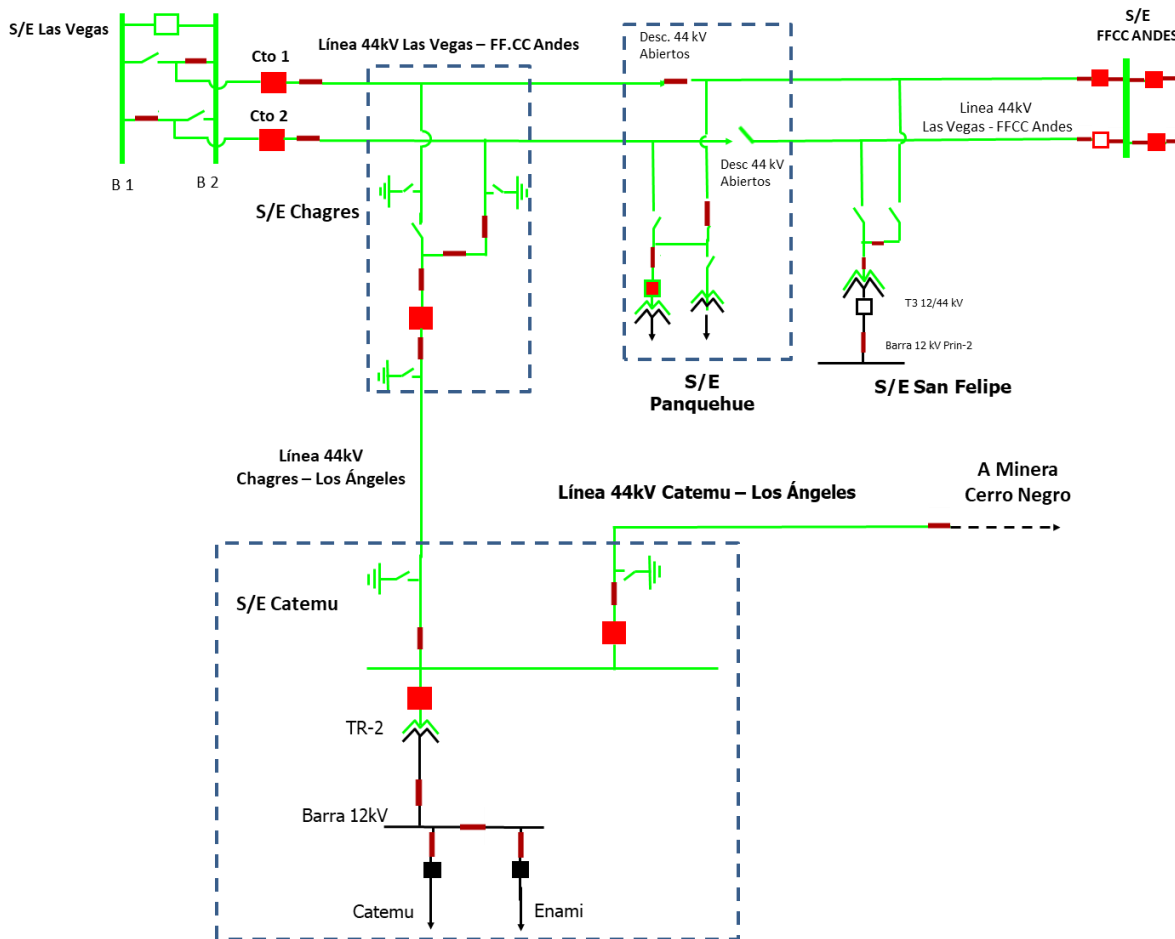 S/E Las Vegas
Cto 1
Línea 44kV Las Vegas – FF.CC Andes
Desc. 44 kV
Abiertos
S/E
FFCC ANDES
Cto 2
Linea 44kV
Las Vegas - FFCC Andes
B 1
B 2
Desc 44 kV
Abiertos
S/E Chagres
T3 12/44 kV
Barra 12 kV Prin-2
S/E
Panquehue
S/E San Felipe
Línea 44kV
Chagres – Los Ángeles
Línea 44kV Catemu – Los Ángeles
A Minera
Cerro Negro
S/E Catemu
TR-2
Barra 12kV
Catemu
Enami